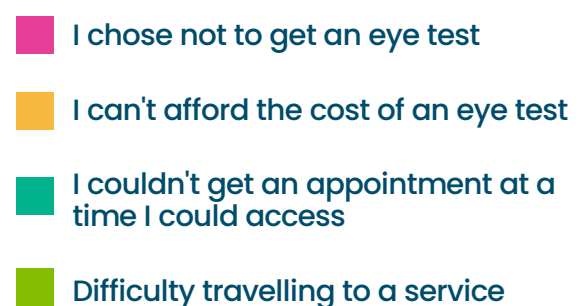 I chose not to get an eye test
I can't afford the cost of an eye test
I couldn't get an appointment at a
time I could access
Difficulty travelling to a service